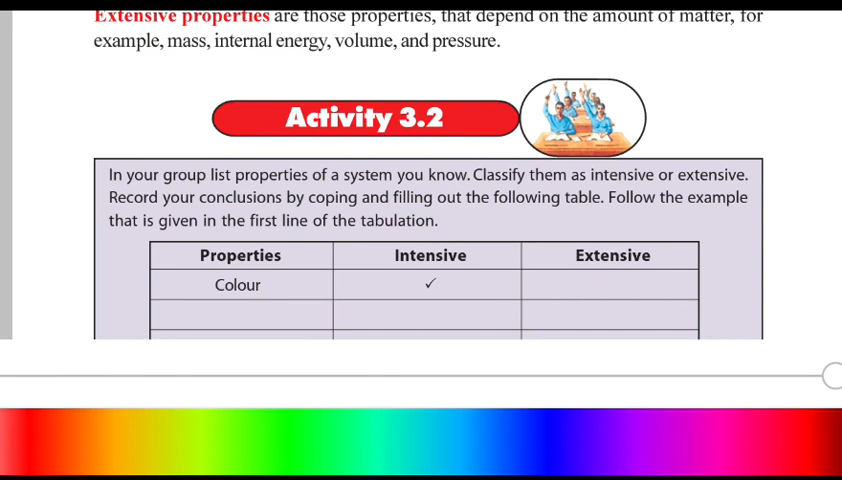 Extensive properties are those properties, that depend on the amount of matter, for
example, mass, internal energy, volume, and pressure.
Activity 3.2
In your group list properties of a system you know. Classify them as intensive or extensive.
Record your conclusions by coping and filling out the following table. Follow the example
that is given in the first line of the tabulation.
Properties Intensive Extensive
Colour ✓